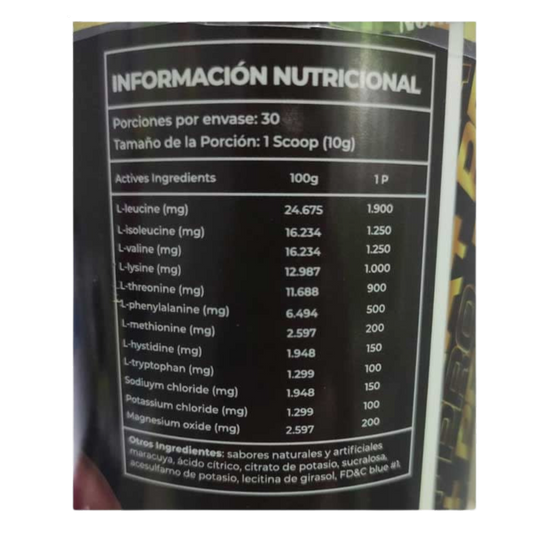 INFORMACIÓN NUTRICIONAL
Porciones por envase: 30
Tamaño de la Porción: 1 Scoop (10g)
Actives Ingredients 100g 1 P
L-leucine (mg) 24.675 1.900
L-isoleucine (mg) 16.234 1.250
L-valine (mg) 16.234 1.250
L-lysine (mg) 12.987 1.000
L-threonine (mg) 11.688 900
L-phenylalanine (mg) 6.494 500
L-methionine (mg) 2.597 200
L-hystidine (mg) 1.948 150
L-tryptophan (mg) 1.299 100
Sodiuym chloride (mg) 1.948 150
Potassium chloride (mg) 1.299 100
Magnesium oxide (mg) 2.597 200
Otros Ingredientes: sabores naturales y artificiales
maracuya, ácido cítrico, citrato de potasio, sucralosa,
acesulfamo de potasio, lecitina de girasol, FD&C blue #1,